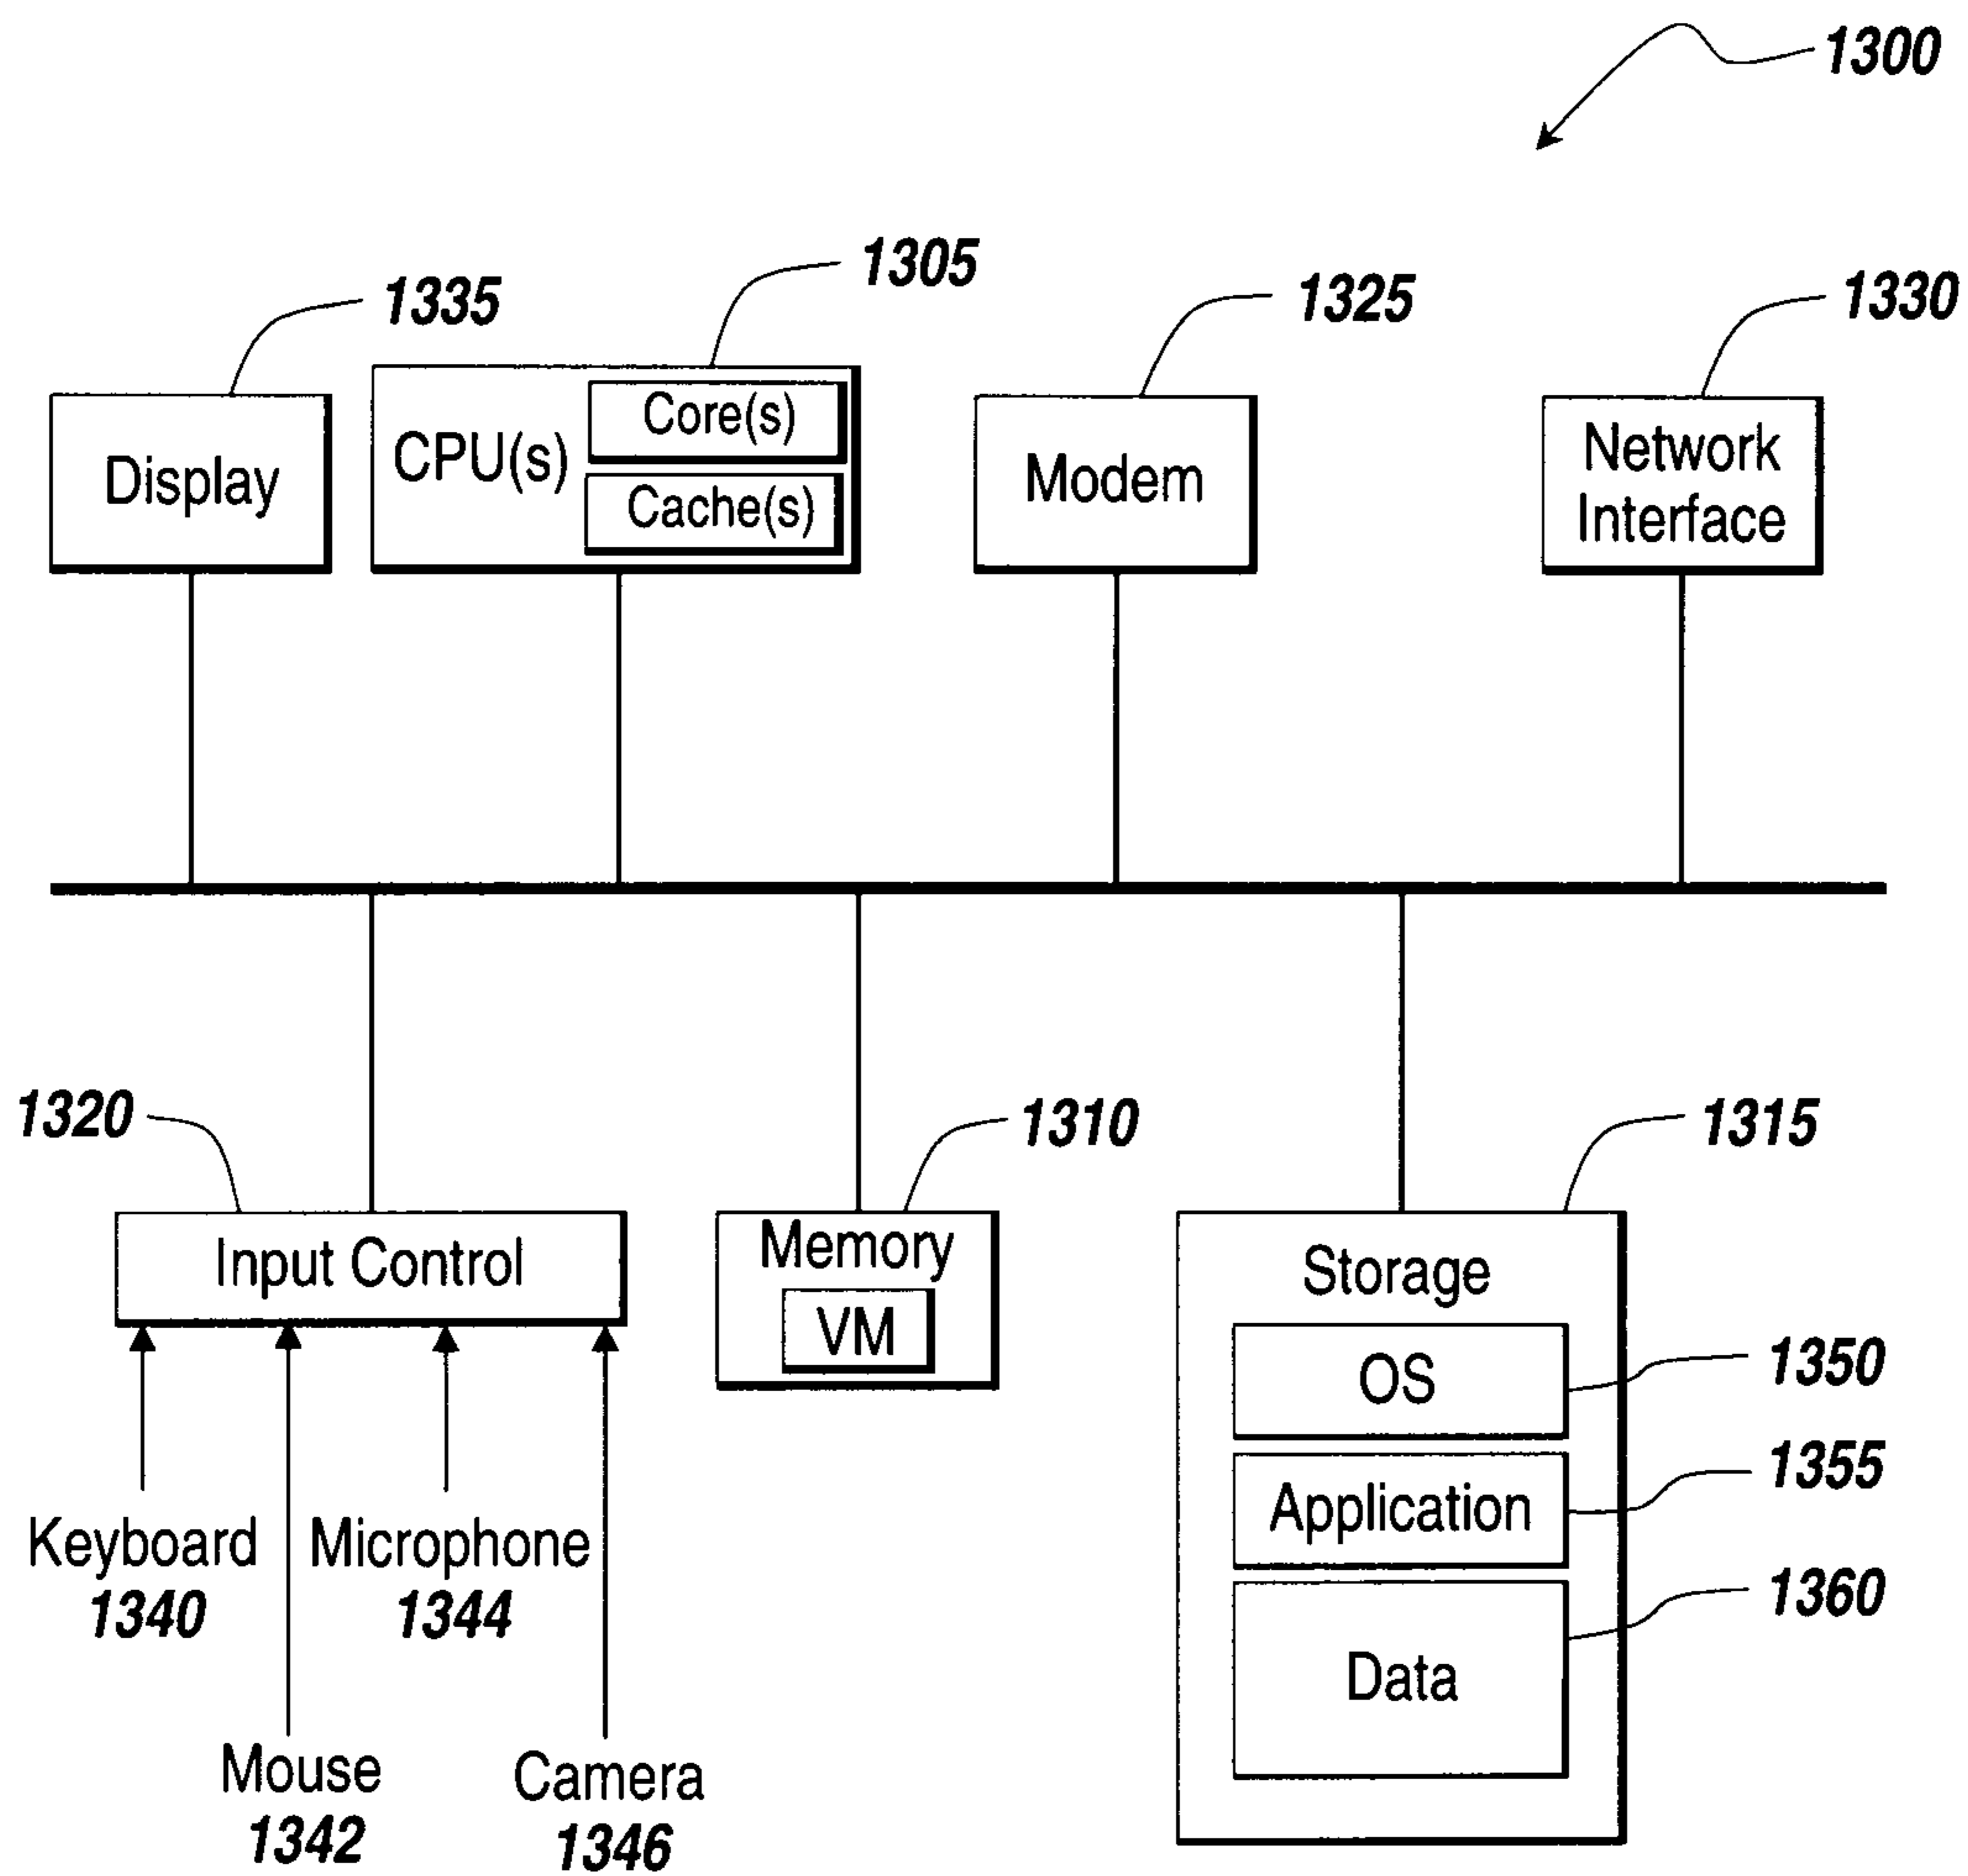 1300
1335
1305
1325
1330
Display
CPU(s)
Core(s)
Cache(s)
Modem
Network
Interface
1320
1310
1315
Input Control
Memory
VM
Storage
OS
1350
Application
1355
Data
1360
Keyboard
1340
Microphone
1344
Mouse
1342
Camera
1346